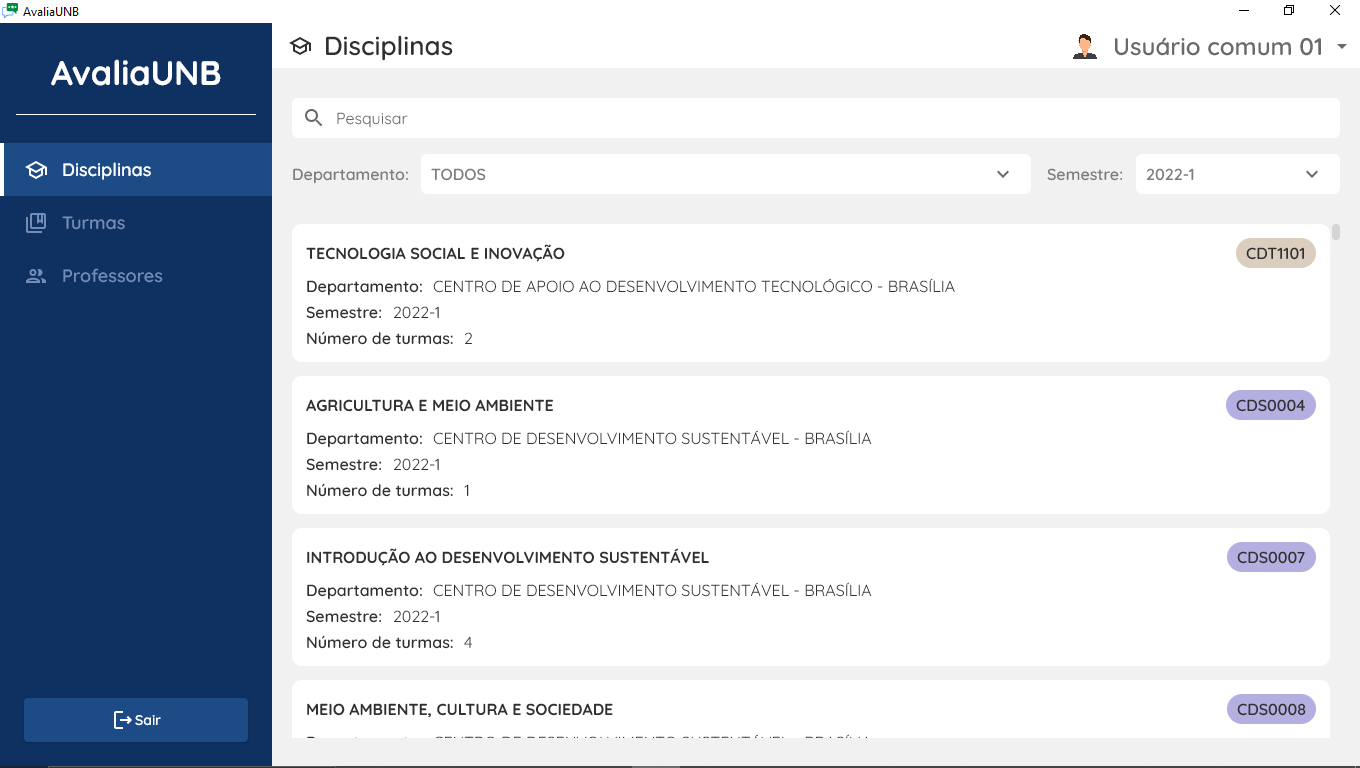 AvaliaUNB
AvaliaUNB
Disciplinas
Turmas
Professores
Sair
Disciplinas
Usuário comum 01
Pesquisar
Departamento: TODOS Semestre: 2022-1
TECNOLOGIA SOCIAL E INOVAÇÃO CDT1101
Departamento: CENTRO DE APOIO AO DESENVOLVIMENTO TECNOLÓGICO - BRASÍLIA
Semestre: 2022-1
Número de turmas: 2
AGRICULTURA E MEIO AMBIENTE CDS0004
Departamento: CENTRO DE DESENVOLVIMENTO SUSTENTÁVEL - BRASÍLIA
Semestre: 2022-1
Número de turmas: 1
INTRODUÇÃO AO DESENVOLVIMENTO SUSTENTÁVEL CDS0007
Departamento: CENTRO DE DESENVOLVIMENTO SUSTENTÁVEL - BRASÍLIA
Semestre: 2022-1
Número de turmas: 4
MEIO AMBIENTE, CULTURA E SOCIEDADE CDS0008